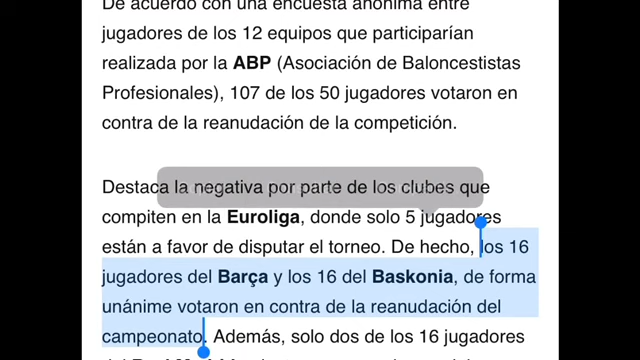 De acuerdo con una encuesta anónima entre
jugadores de los 12 equipos que participarían
realizada por la ABP (Asociación de Baloncestistas
Profesionales), 107 de los 50 jugadores votaron en
contra de la reanudación de la competición.
Destaca la negativa por parte de los clubes que
compiten en la Euroliga, donde solo 5 jugadores
están a favor de disputar el torneo. De hecho, los 16
jugadores del Barça y los 16 del Baskonia, de forma
unánime votaron en contra de la reanudación del
campeonato. Además, solo dos de los 16 jugadores